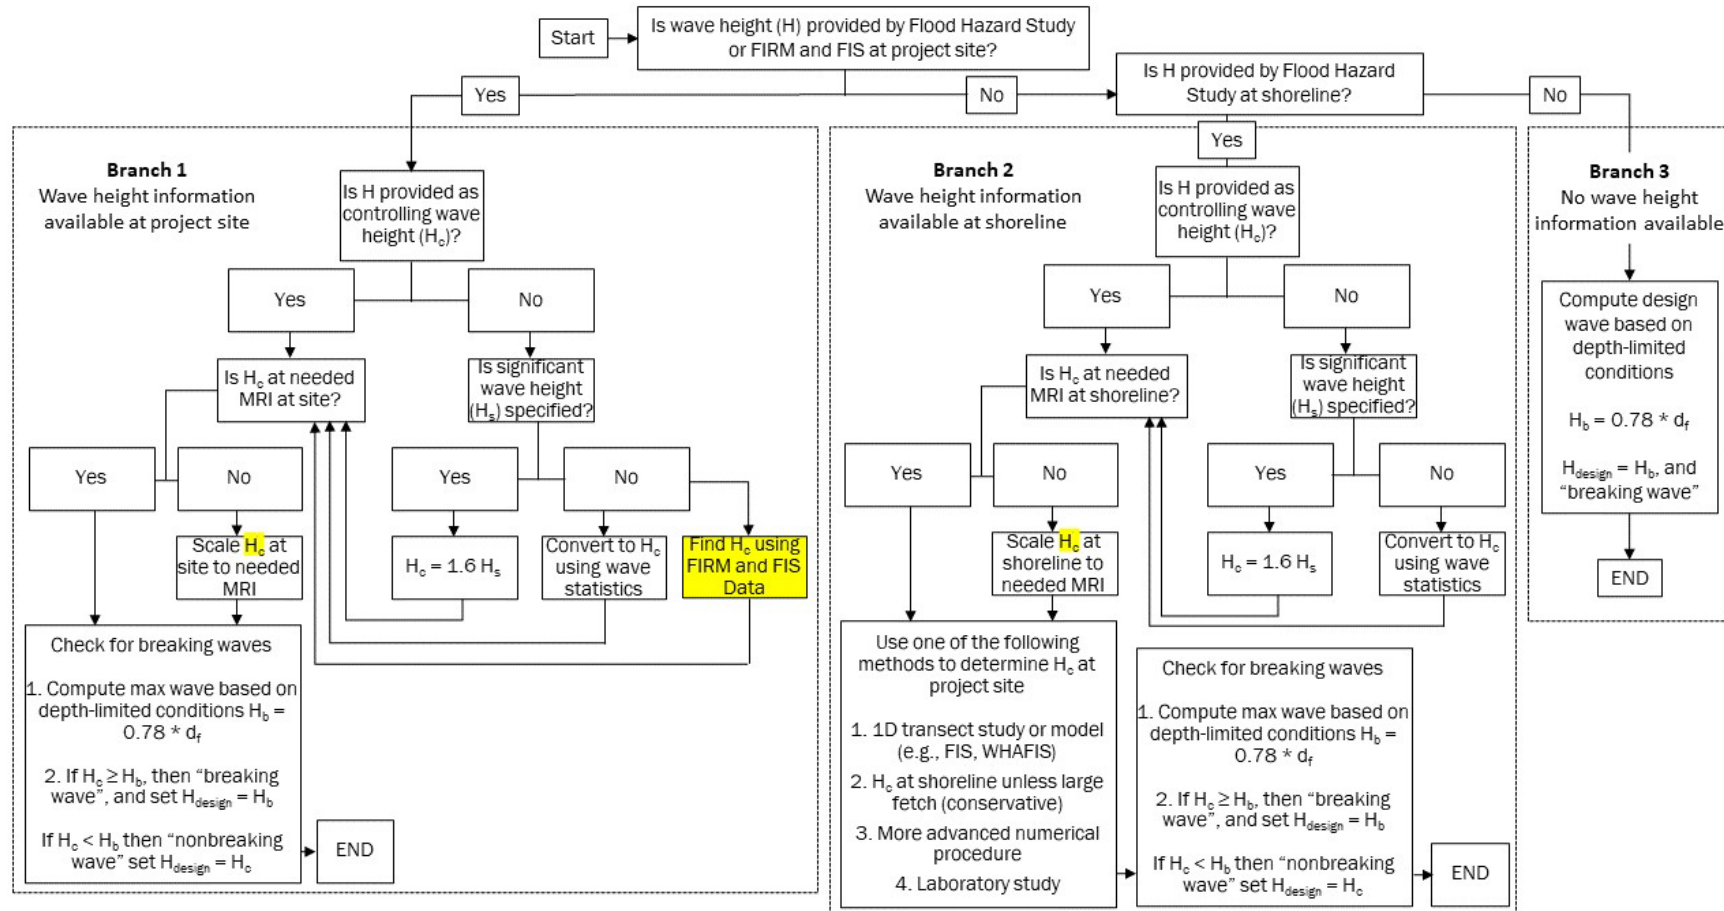 Start
Is wave height (H) provided by Flood Hazard Study
or FIRM and FIS at project site?
Yes
No
Is H provided by Flood Hazard
Study at shoreline?
Yes
No
Branch 1
Wave height information
available at project site
Is H provided as
controlling wave
height (Hc)?
Yes
No
Is Hc at needed
MRI at site?
Is significant
wave height
(Hs) specified?
Yes
No
Yes
No
Scale Hc at
site to needed
MRI
Hc = 1.6 Hs
Convert to Hc
using wave
statistics
Find Hc using
FIRM and FIS
Data
Check for breaking waves
1. Compute max wave based on
depth-limited conditions Hb =
0.78 * df
2. If Hc ≥ Hb, then “breaking
wave”, and set Hdesign = Hb
If Hc < Hb then “nonbreaking
wave” set Hdesign = Hc
END
Branch 2
Wave height information
available at shoreline
Is H provided as
controlling wave
height (Hc)?
Yes
No
Is Hc at needed
MRI at shoreline?
Is significant
wave height
(Hs) specified?
Yes
No
Yes
No
Scale Hc at
shoreline to
needed MRI
Hc = 1.6 Hs
Convert to Hc
using wave
statistics
Use one of the following
methods to determine Hc at
project site
1. 1D transect study or model
(e.g., FIS, WHAFIS)
2. Hc at shoreline unless large
fetch (conservative)
3. More advanced numerical
procedure
4. Laboratory study
Check for breaking waves
1. Compute max wave based on
depth-limited conditions Hb =
0.78 * df
2. If Hc ≥ Hb, then “breaking
wave”, and set Hdesign = Hb
If Hc < Hb then “nonbreaking
wave” set Hdesign = Hc
END
Branch 3
No wave height
information available
Compute design
wave based on
depth-limited
conditions
Hb = 0.78 * df
Hdesign = Hb, and
“breaking wave”
END